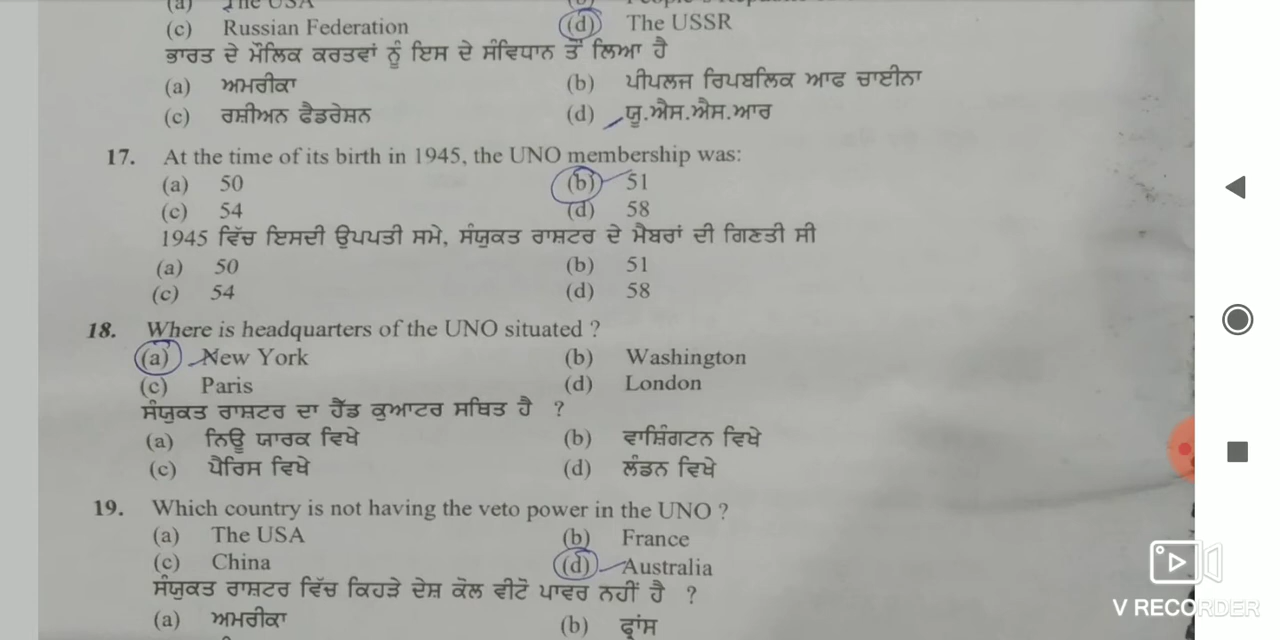 (a) The USA
(c) Russian Federation (d) The USSR
ਭਾਰਤ ਦੇ ਮੌਲਿਕ ਕਰਤਵਾਂ ਨੂੰ ਇਸ ਦੇ ਸੰਵਿਧਾਨ ਤੋਂ ਲਿਆ ਹੈ
(a) ਅਮਰੀਕਾ (b) ਪੀਪਲਜ ਰਿਪਬਲਿਕ ਆਫ ਚਾਈਨਾ
(c) ਰਸ਼ੀਅਨ ਫੈਡਰੇਸ਼ਨ (d) ਯੂ.ਐਸ.ਐਸ.ਆਰ
17. At the time of its birth in 1945, the UNO membership was:
(a) 50 (b) 51
(c) 54 (d) 58
1945 ਵਿੱਚ ਇਸਦੀ ਉਪਪਤੀ ਸਮੇ, ਸੰਯੁਕਤ ਰਾਸ਼ਟਰ ਦੇ ਮੈਬਰਾਂ ਦੀ ਗਿਣਤੀ ਸੀ
(a) 50 (b) 51
(c) 54 (d) 58
18. Where is headquarters of the UNO situated ?
(a) New York (b) Washington
(c) Paris (d) London
ਸੰਯੁਕਤ ਰਾਸ਼ਟਰ ਦਾ ਹੈੱਡ ਕੁਆਟਰ ਸਥਿਤ ਹੈ ?
(a) ਨਿਊ ਯਾਰਕ ਵਿਖੇ (b) ਵਾਸ਼ਿੰਗਟਨ ਵਿਖੇ
(c) ਪੈਰਿਸ ਵਿਖੇ (d) ਲੰਡਨ ਵਿਖੇ
19. Which country is not having the veto power in the UNO ?
(a) The USA (b) France
(c) China (d) Australia
ਸੰਯੁਕਤ ਰਾਸ਼ਟਰ ਵਿੱਚ ਕਿਹੜੇ ਦੇਸ਼ ਕੋਲ ਵੀਟੋ ਪਾਵਰ ਨਹੀਂ ਹੈ ?
(a) ਅਮਰੀਕਾ (b) ਫ੍ਰਾਂਸ
V RECORDER